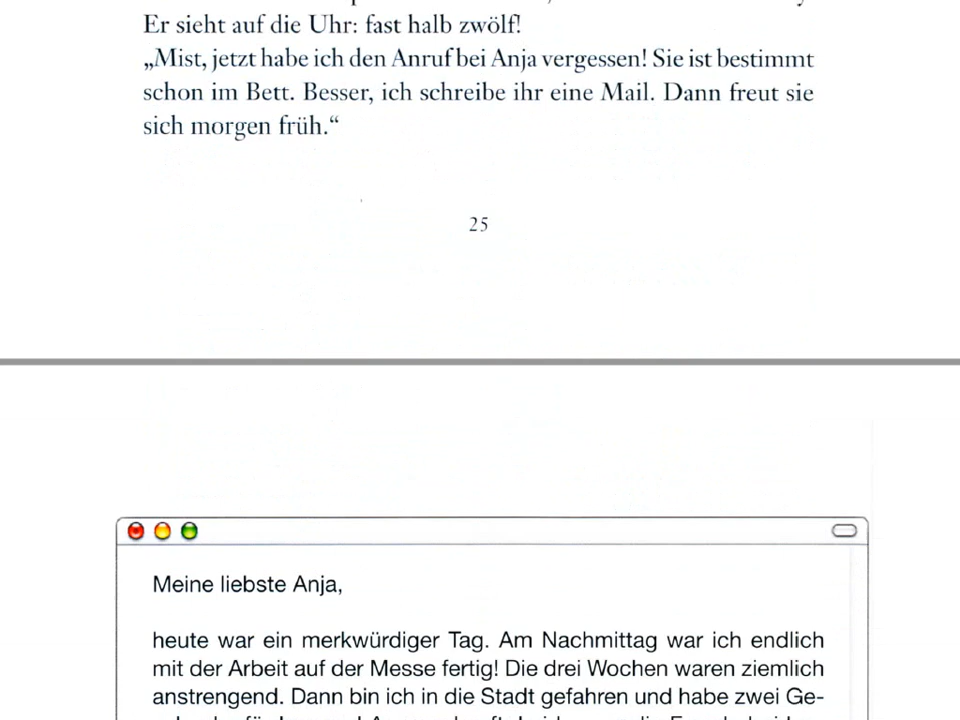 Er sieht auf die Uhr: fast halb zwölf!
„Mist, jetzt habe ich den Anruf bei Anja vergessen! Sie ist bestimmt
schon im Bett. Besser, ich schreibe ihr eine Mail. Dann freut sie
sich morgen früh.“
25
Meine liebste Anja,
heute war ein merkwürdiger Tag. Am Nachmittag war ich endlich
mit der Arbeit auf der Messe fertig! Die drei Wochen waren ziemlich
anstrengend. Dann bin ich in die Stadt gefahren und habe zwei Ge-